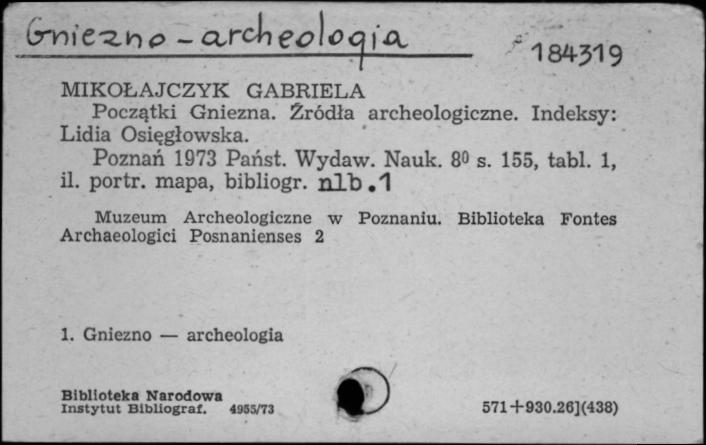 Gniezno - archeologia
184319
MIKOŁAJCZYK GABRIELA
Początki Gniezna. Źródła archeologiczne. Indeksy:
Lidia Osięgłowska.
Poznań 1973 Państ. Wydaw. Nauk. 8⁰ s. 155, tabl. 1,
il. portr. mapa, bibliogr. nlb.1
Muzeum Archeologiczne w Poznaniu. Biblioteka Fontes
Archaeologici Posnanienses 2
1. Gniezno — archeologia
Biblioteka Narodowa
Instytut Bibliograf. 4955/73
571+930.26](438)